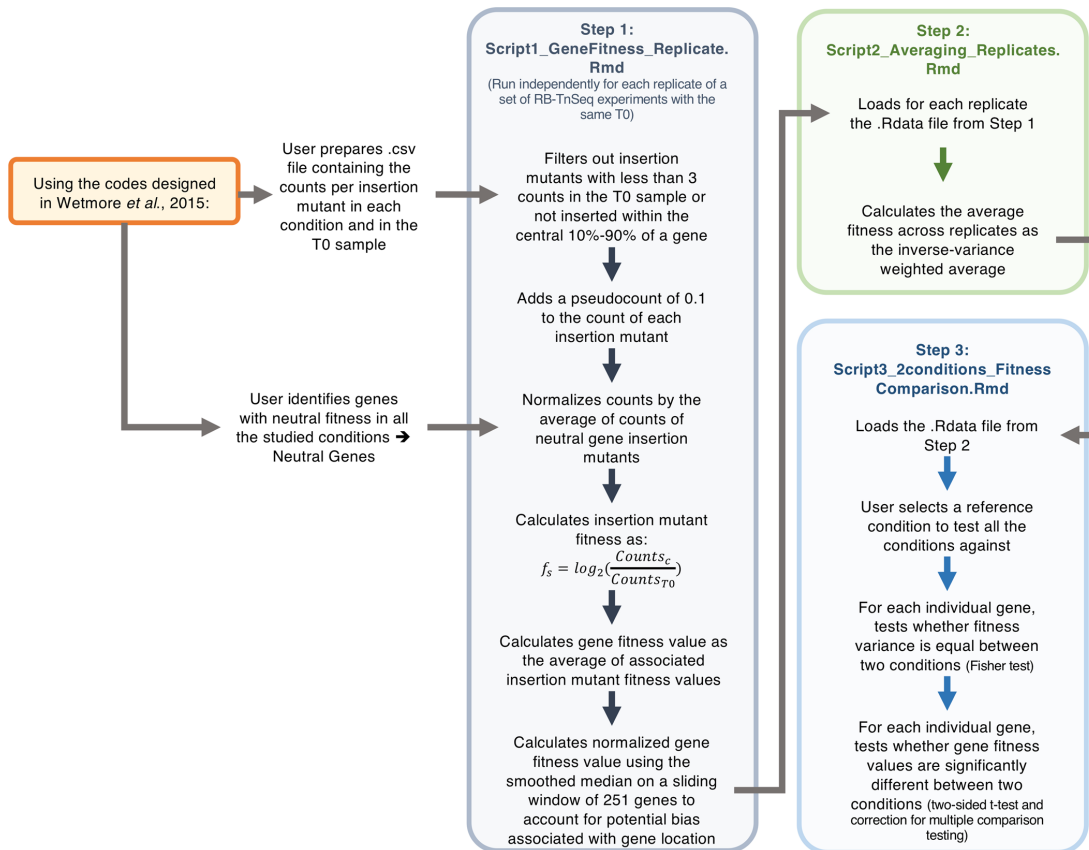 Using the codes designed
in Wetmore et al., 2015:
User prepares .csv
file containing the
counts per insertion
mutant in each
condition and in the
T0 sample
User identifies genes
with neutral fitness in all
the studied conditions ➔
Neutral Genes
Step 1:
Script1_GeneFitness_Replicate.
Rmd
(Run independently for each replicate of a
set of RB-TnSeq experiments with the
same T0)
Filters out insertion
mutants with less than 3
counts in the T0 sample or
not inserted within the
central 10%-90% of a gene
Adds a pseudocount of 0.1
to the count of each
insertion mutant
Normalizes counts by the
average of counts of
neutral gene insertion
mutants
Calculates insertion mutant
fitness as:
f_s = log_2(Counts_c / Counts_T0)
Calculates gene fitness value as
the average of associated
insertion mutant fitness values
Calculates normalized gene
fitness value using the
smoothed median on a sliding
window of 251 genes to
account for potential bias
associated with gene location
Step 2:
Script2_Averaging_Replicates.
Rmd
Loads for each replicate
the .Rdata file from Step 1
Calculates the average
fitness across replicates as
the inverse-variance
weighted average
Step 3:
Script3_2conditions_Fitness
Comparison.Rmd
Loads the .Rdata file from
Step 2
User selects a reference
condition to test all the
conditions against
For each individual gene,
tests whether fitness
variance is equal between
two conditions (Fisher test)
For each individual gene,
tests whether gene fitness
values are significantly
different between two
conditions (two-sided t-test and
correction for multiple comparison
testing)